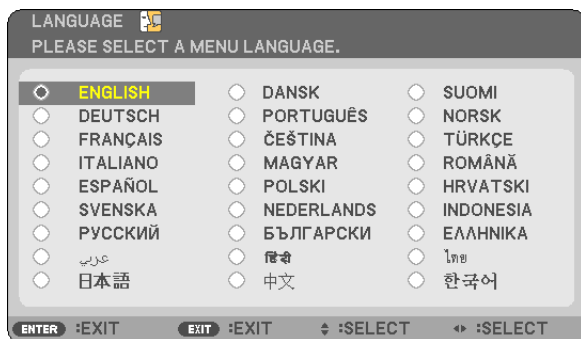 LANGUAGE
PLEASE SELECT A MENU LANGUAGE.
ENGLISH DANSK SUOMI
DEUTSCH PORTUGUÊS NORSK
FRANÇAIS ČEŠTINA TÜRKÇE
ITALIANO MAGYAR ROMÂNĂ
ESPAÑOL POLSKI HRVATSKI
SVENSKA NEDERLANDS INDONESIA
РУССКИЙ БЪЛГАРСКИ ΕΛΛΗΝΙΚΑ
عربي हिंदी ไทย
日本語 中文 한국어
ENTER :EXIT EXIT :EXIT :SELECT :SELECT